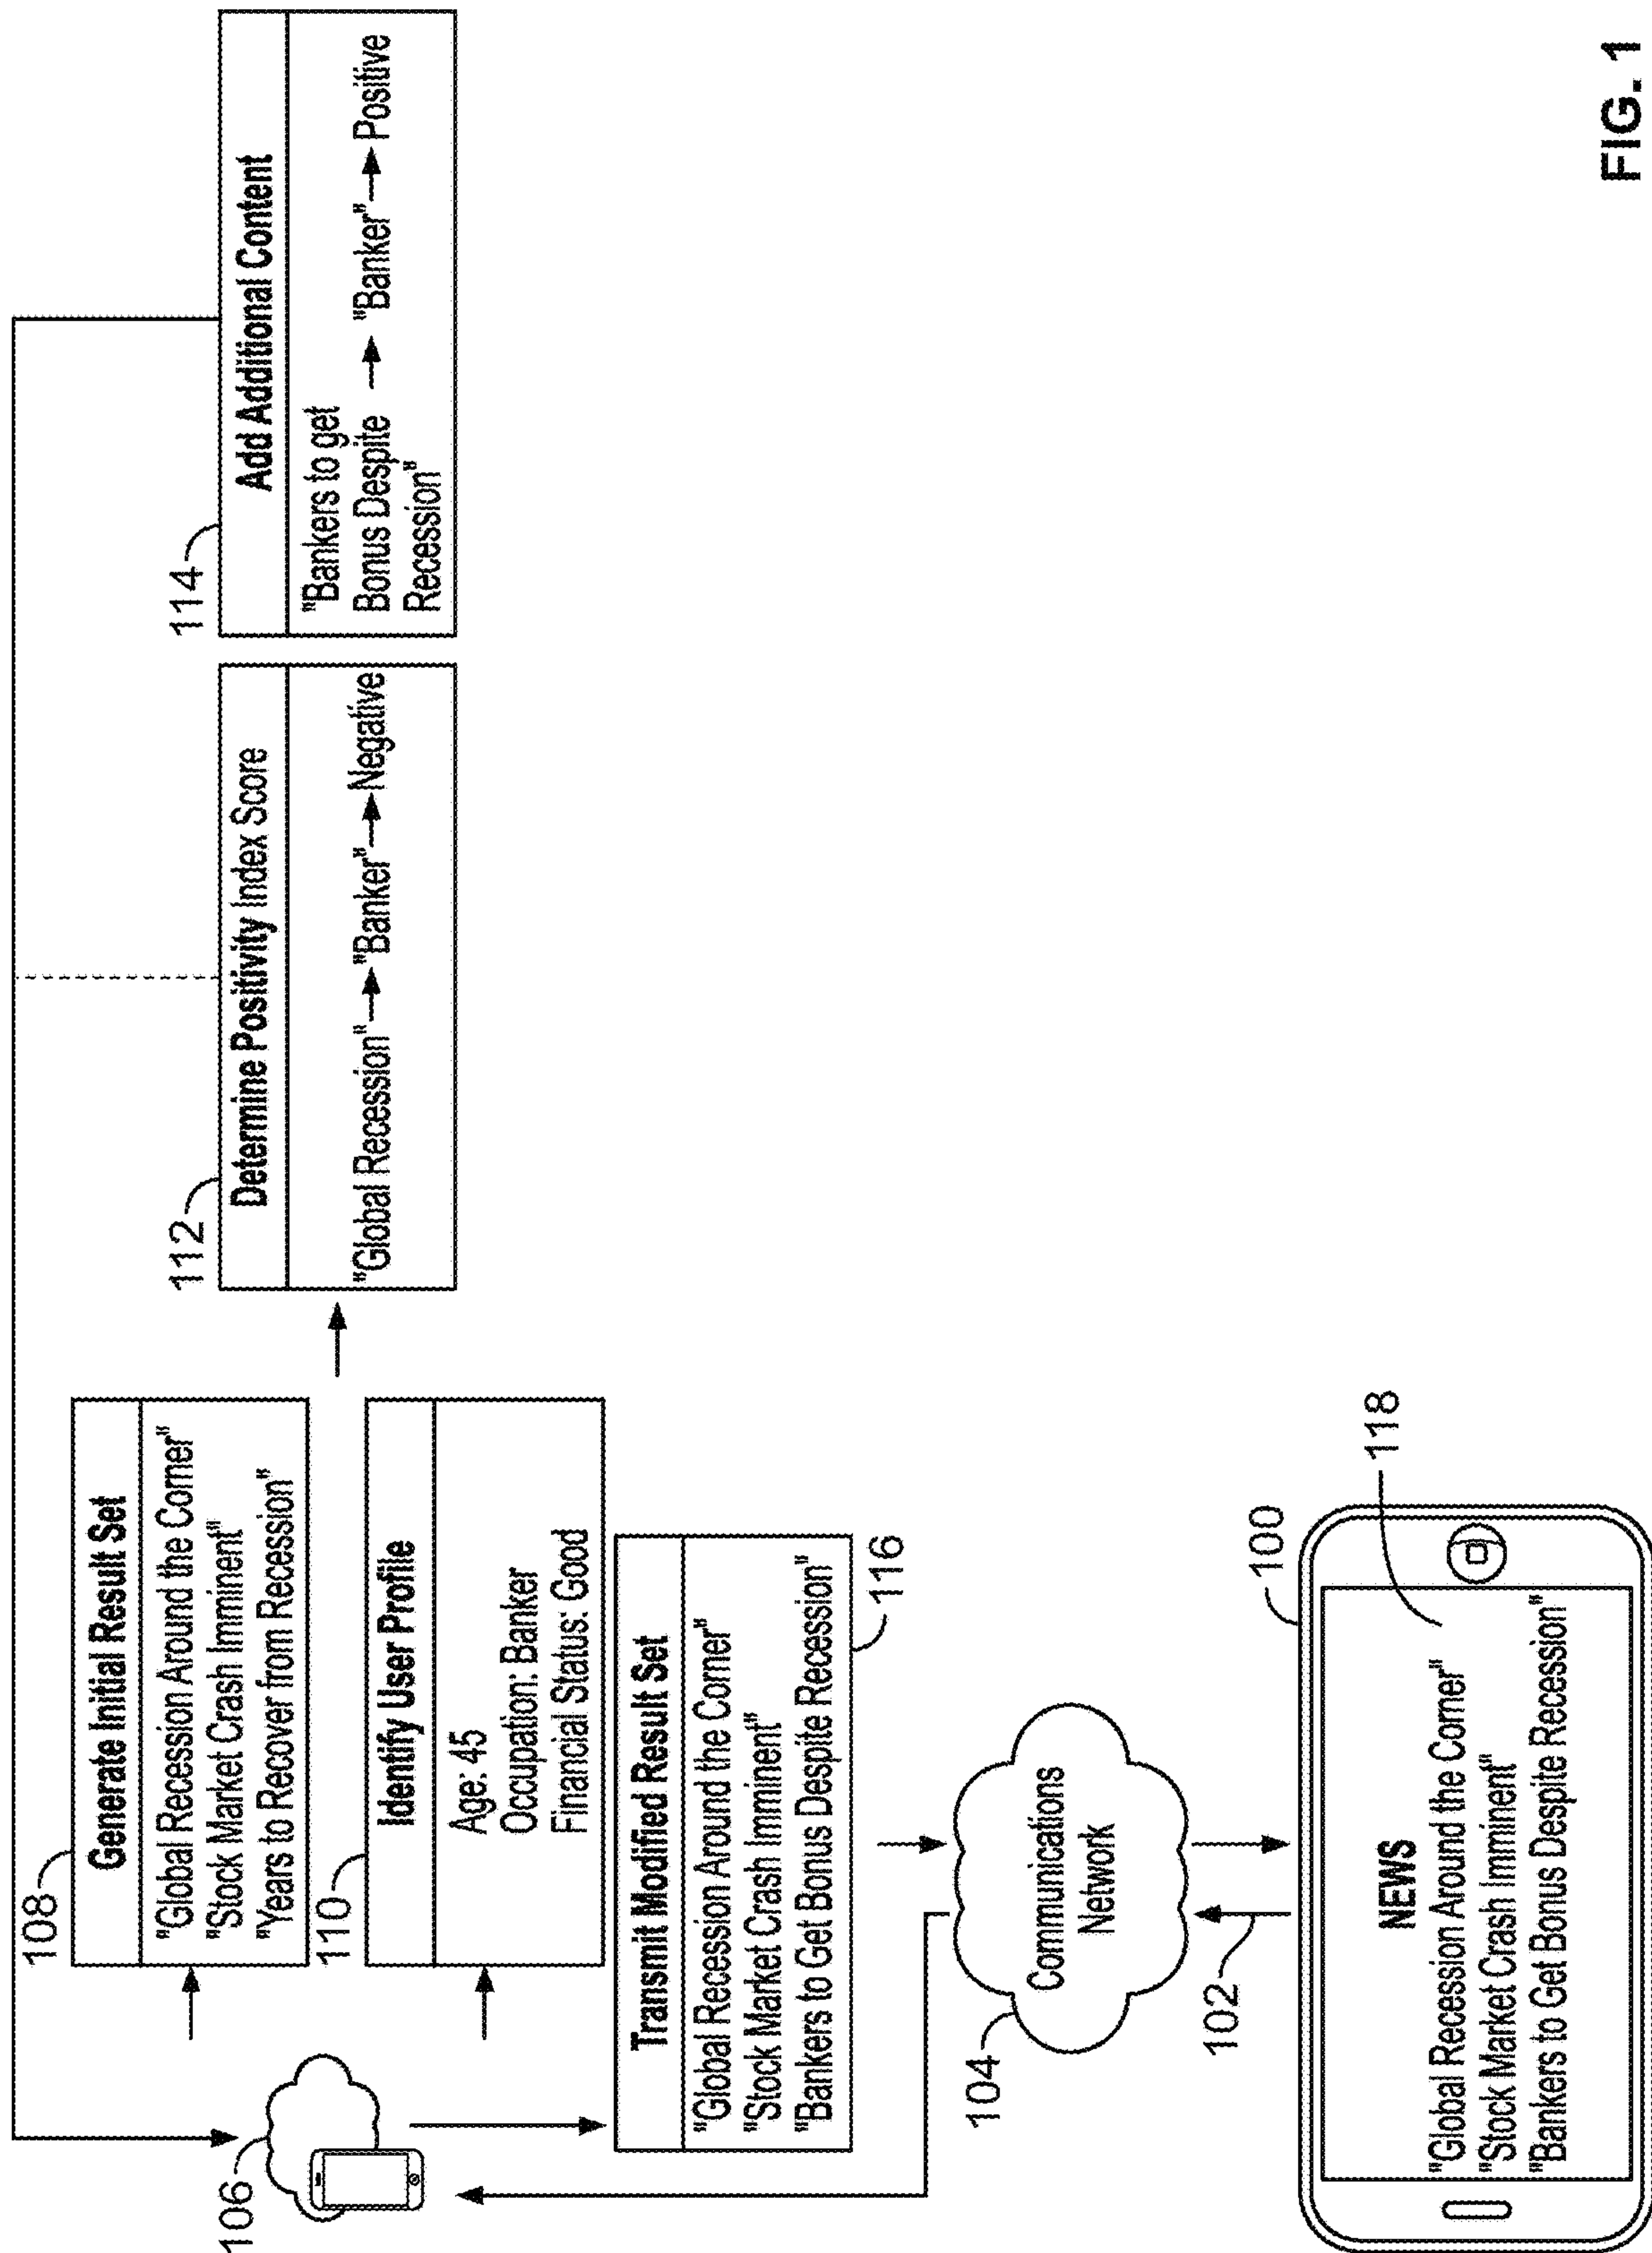 106
108
Generate Initial Result Set
"Global Recession Around the Corner"
"Stock Market Crash Imminent"
"Years to Recover from Recession"
110
Identify User Profile
Age: 45
Occupation: Banker
Financial Status: Good
112
Determine Positivity Index Score
"Global Recession" "Banker" Negative
114
Add Additional Content
"Bankers to get
Bonus Despite "Banker" Positive
Recession"
Transmit Modified Result Set
"Global Recession Around the Corner"
"Stock Market Crash Imminent"
"Bankers to Get Bonus Despite Recession"
116
104
Communications
Network
102
100
NEWS
"Global Recession Around the Corner"
"Stock Market Crash Imminent"
"Bankers to Get Bonus Despite Recession"
118
FIG. 1